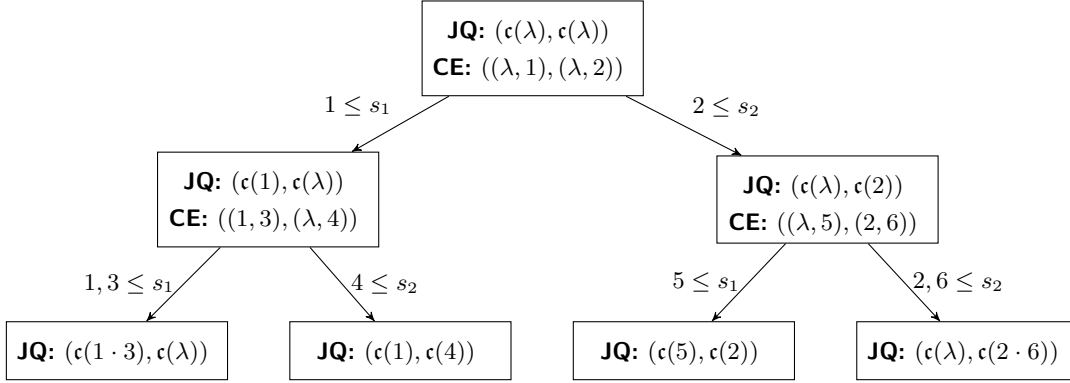 JQ: (𝔠(λ), 𝔠(λ))
CE: ((λ, 1), (λ, 2))
1 ≤ s₁
2 ≤ s₂
JQ: (𝔠(1), 𝔠(λ))
CE: ((1, 3), (λ, 4))
JQ: (𝔠(λ), 𝔠(2))
CE: ((λ, 5), (2, 6))
1, 3 ≤ s₁
4 ≤ s₂
5 ≤ s₁
2, 6 ≤ s₂
JQ: (𝔠(1 · 3), 𝔠(λ))
JQ: (𝔠(1), 𝔠(4))
JQ: (𝔠(5), 𝔠(2))
JQ: (𝔠(λ), 𝔠(2 · 6))